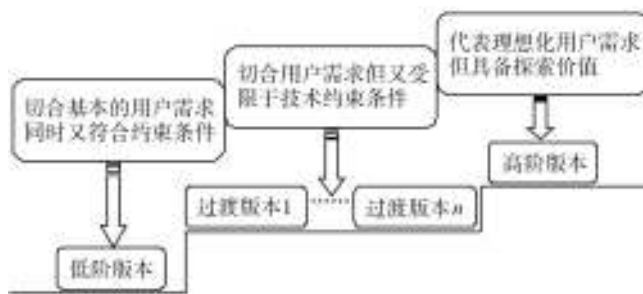 切合基本的用户需求
同时又符合约束条件
切合用户需求但又受
限于技术约束条件
代表理想化用户需求
但具备探索价值
低阶版本
过渡版本1
过渡版本n
高阶版本